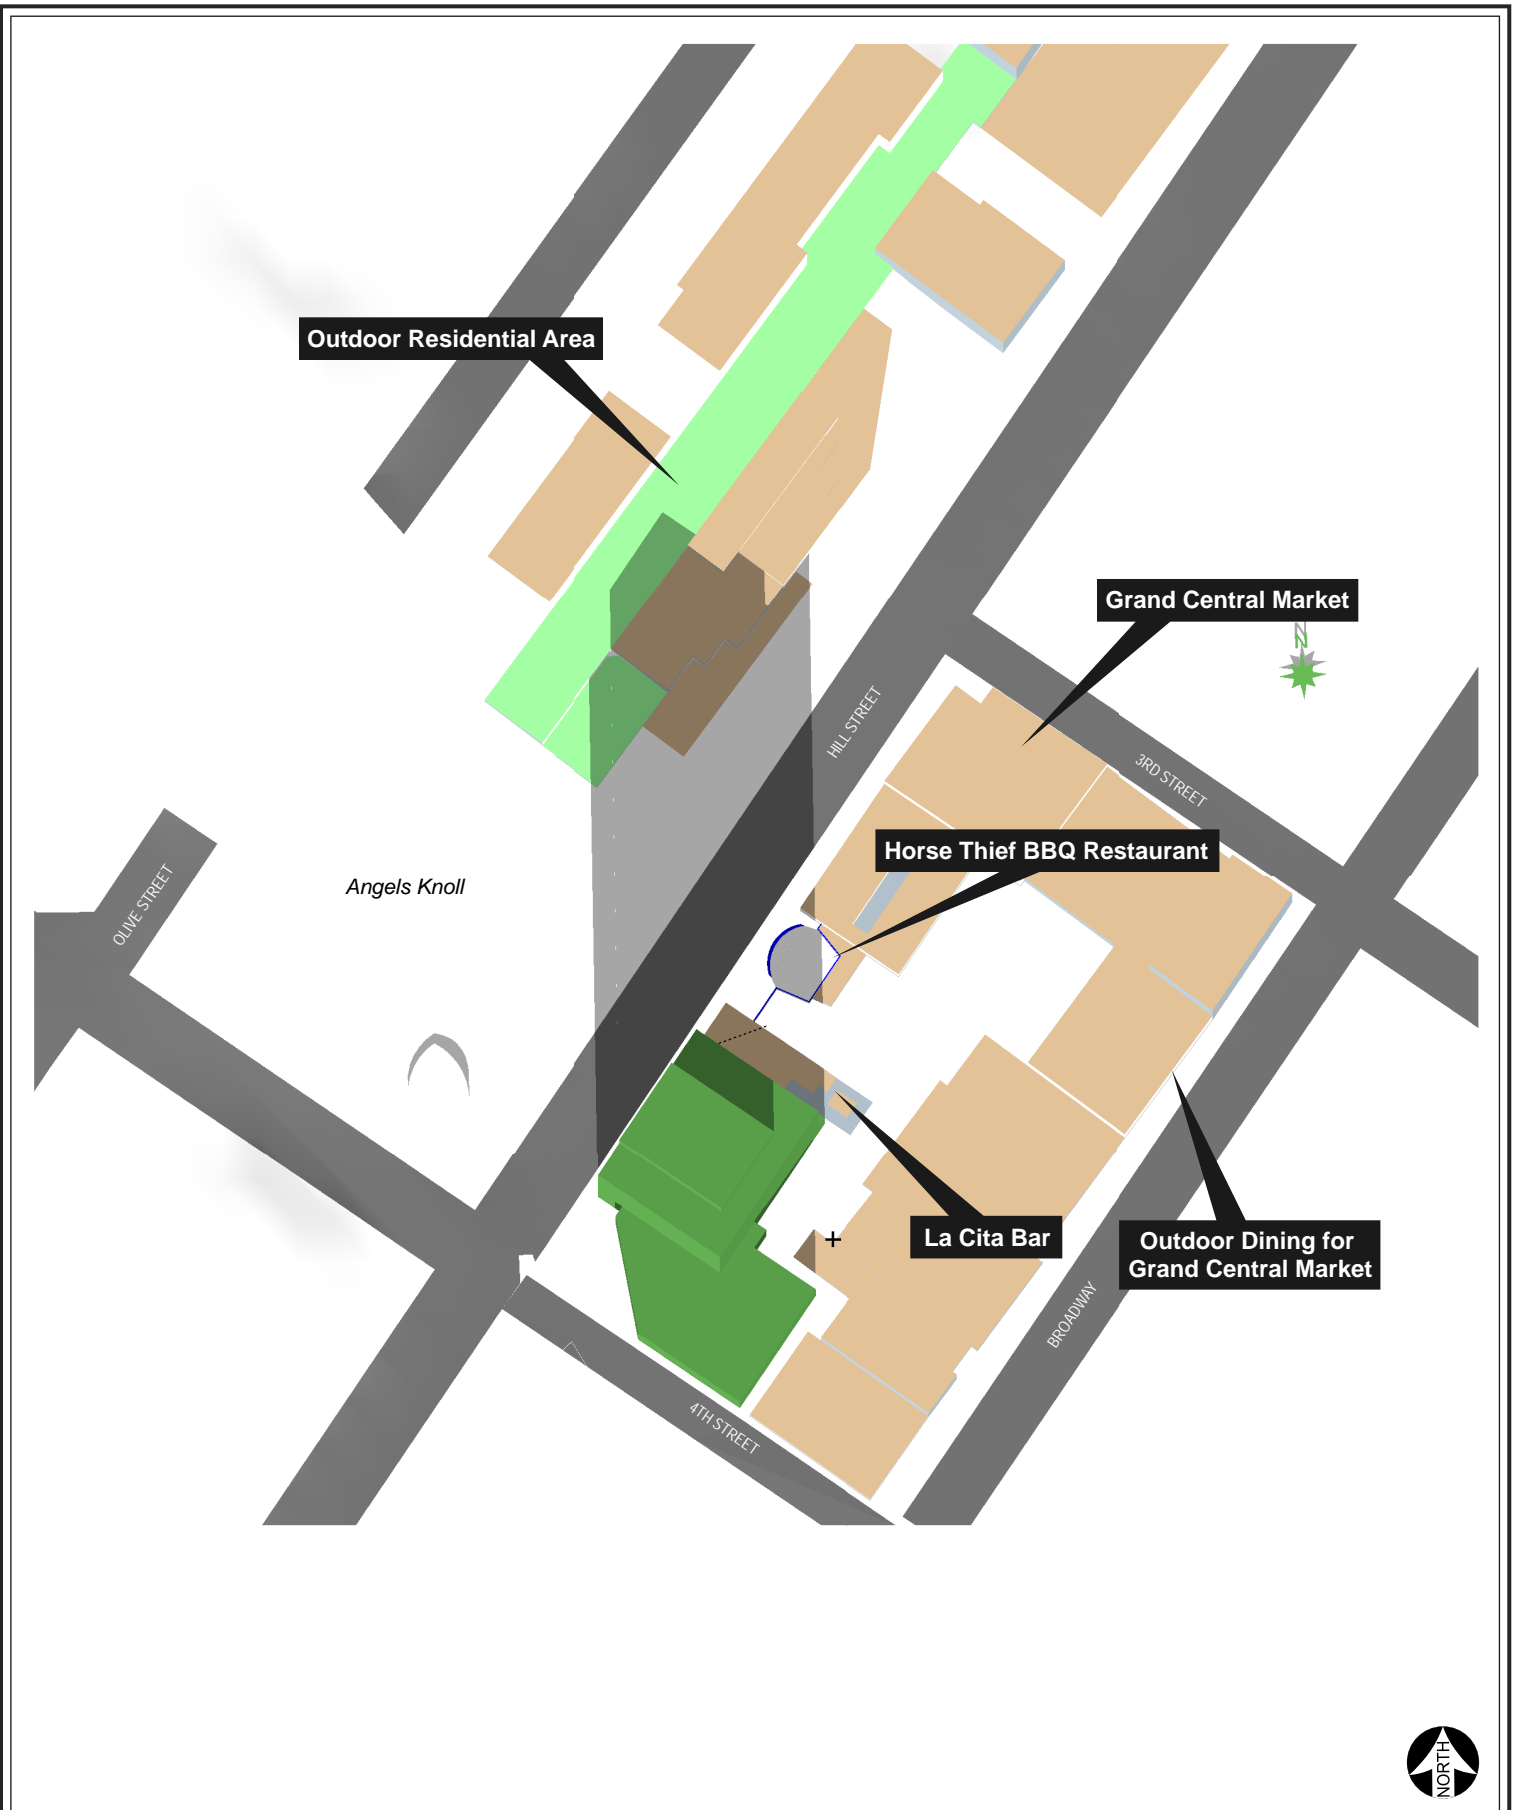 Outdoor Residential Area
Grand Central Market
N
HILL STREET
3RD STREET
Horse Thief BBQ Restaurant
Angels Knoll
OLIVE STREET
La Cita Bar
Outdoor Dining for
Grand Central Market
BROADWAY
4TH STREET
NORTH